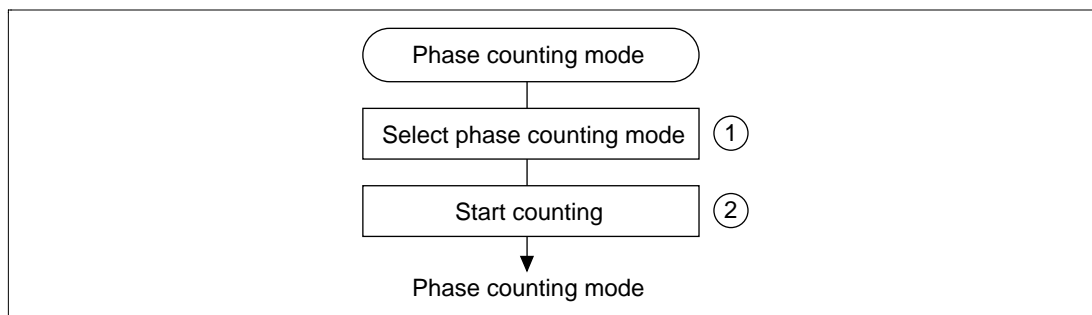 Phase counting mode
Select phase counting mode 1
Start counting 2
Phase counting mode